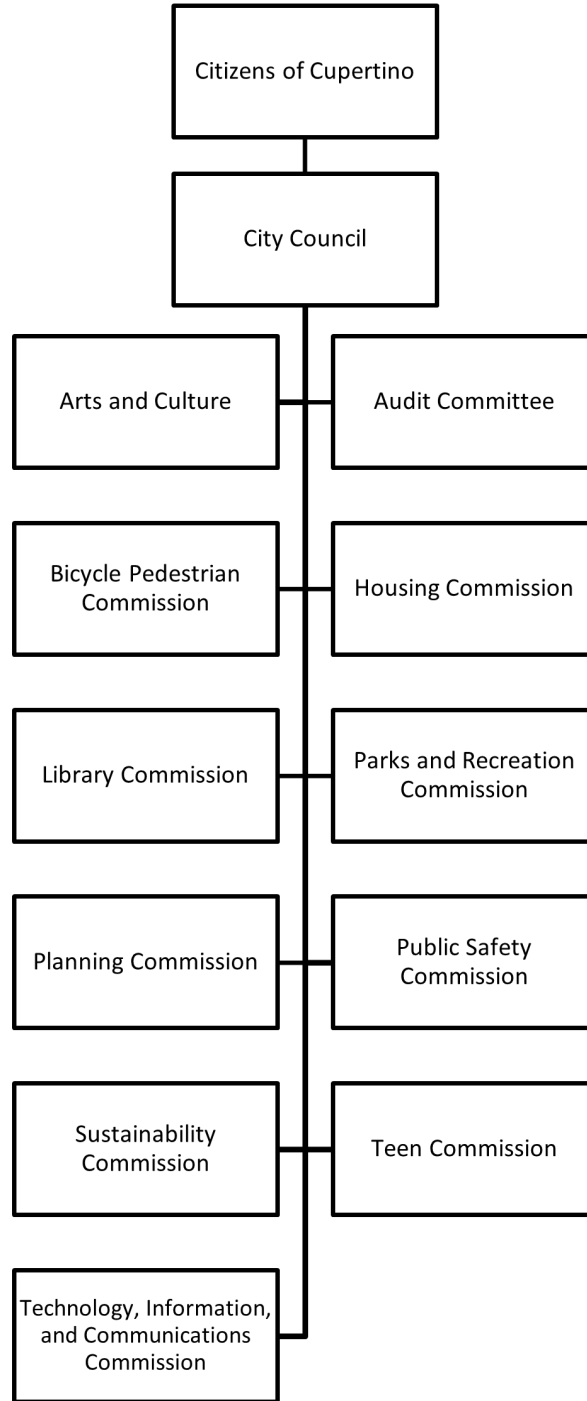 Citizens of Cupertino
City Council
Arts and Culture
Audit Committee
Bicycle Pedestrian
Commission
Housing Commission
Library Commission
Parks and Recreation
Commission
Planning Commission
Public Safety
Commission
Sustainability
Commission
Teen Commission
Technology, Information,
and Communications
Commission